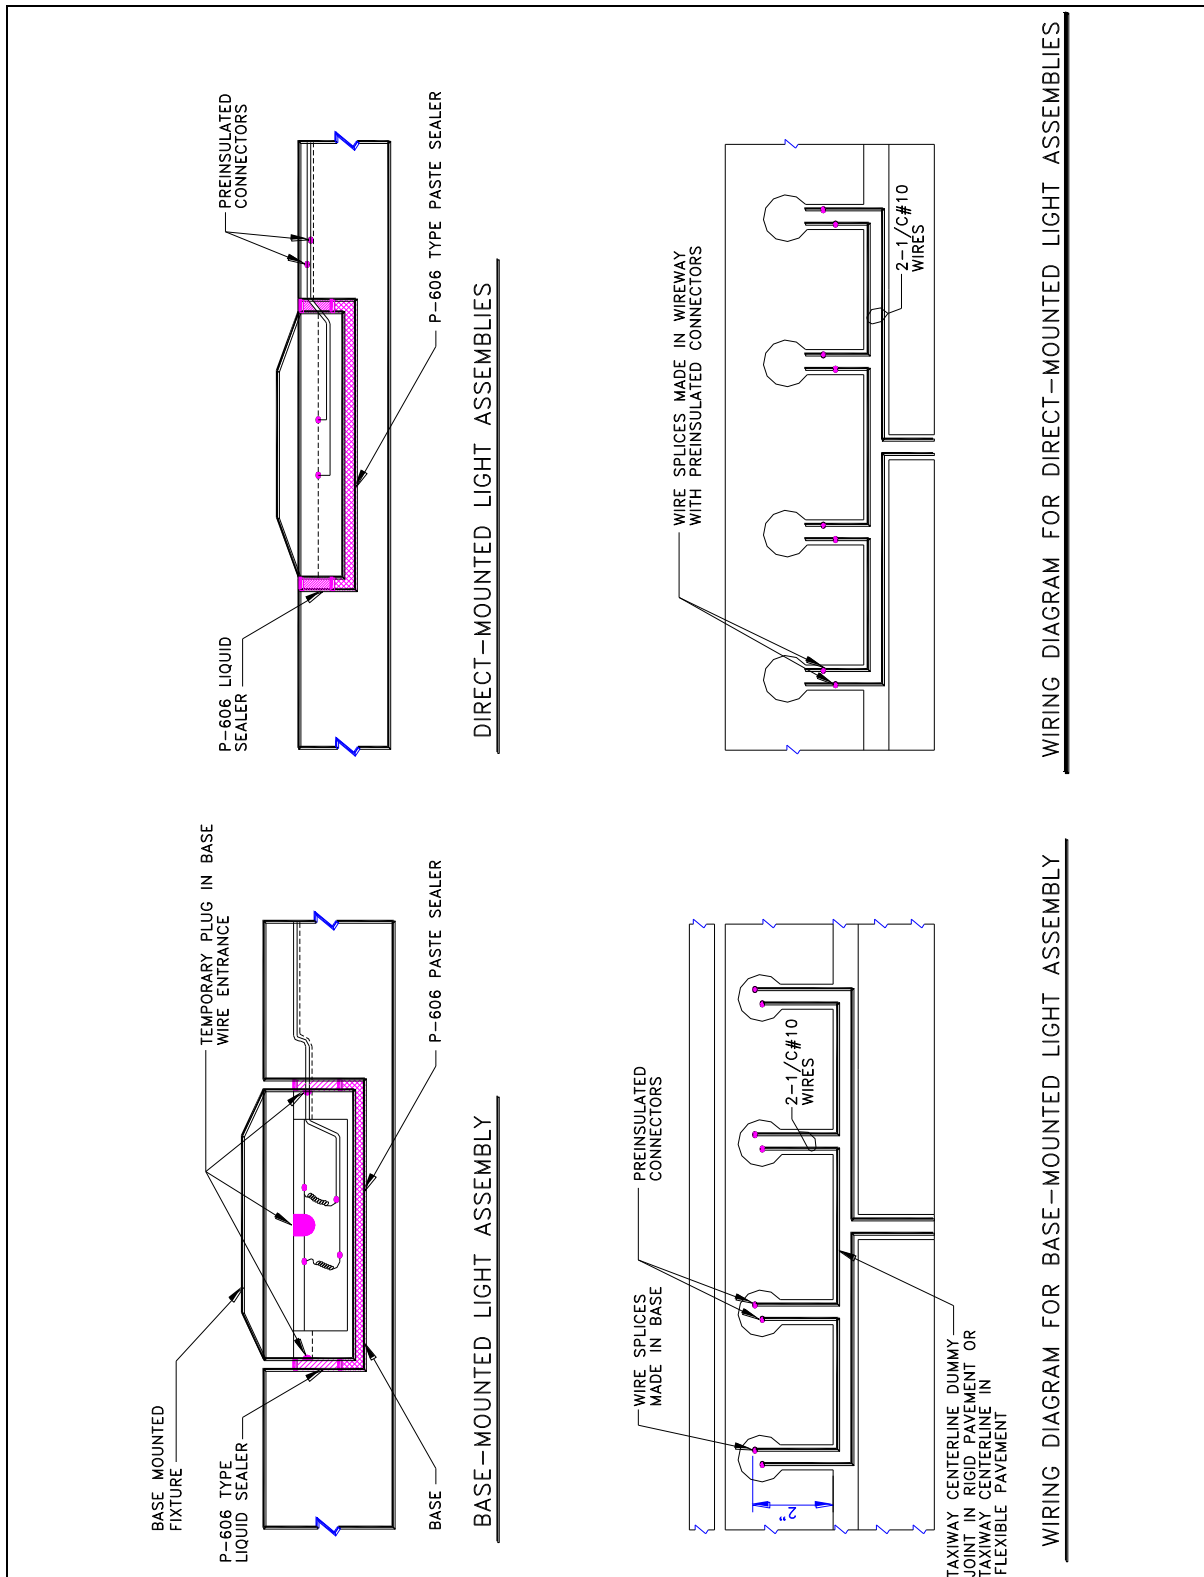 BASE MOUNTED
FIXTURE
P-606 TYPE
LIQUID SEALER
BASE
TEMPORARY PLUG IN BASE
WIRE ENTRANCE
P-606 PASTE SEALER
BASE-MOUNTED LIGHT ASSEMBLY
P-606 LIQUID
SEALER
PREINSULATED
CONNECTORS
P-606 TYPE PASTE SEALER
DIRECT-MOUNTED LIGHT ASSEMBLIES
WIRE SPLICES
MADE IN BASE
PREINSULATED
CONNECTORS
2-1/C#10
WIRES
2"
TAXIWAY CENTERLINE DUMMY
JOINT IN RIGID PAVEMENT OR
TAXIWAY CENTERLINE IN
FLEXIBLE PAVEMENT
WIRING DIAGRAM FOR BASE-MOUNTED LIGHT ASSEMBLY
WIRE SPLICES MADE IN WIREWAY
WITH PREINSULATED CONNECTORS
2-1/C#10
WIRES
WIRING DIAGRAM FOR DIRECT-MOUNTED LIGHT ASSEMBLIES